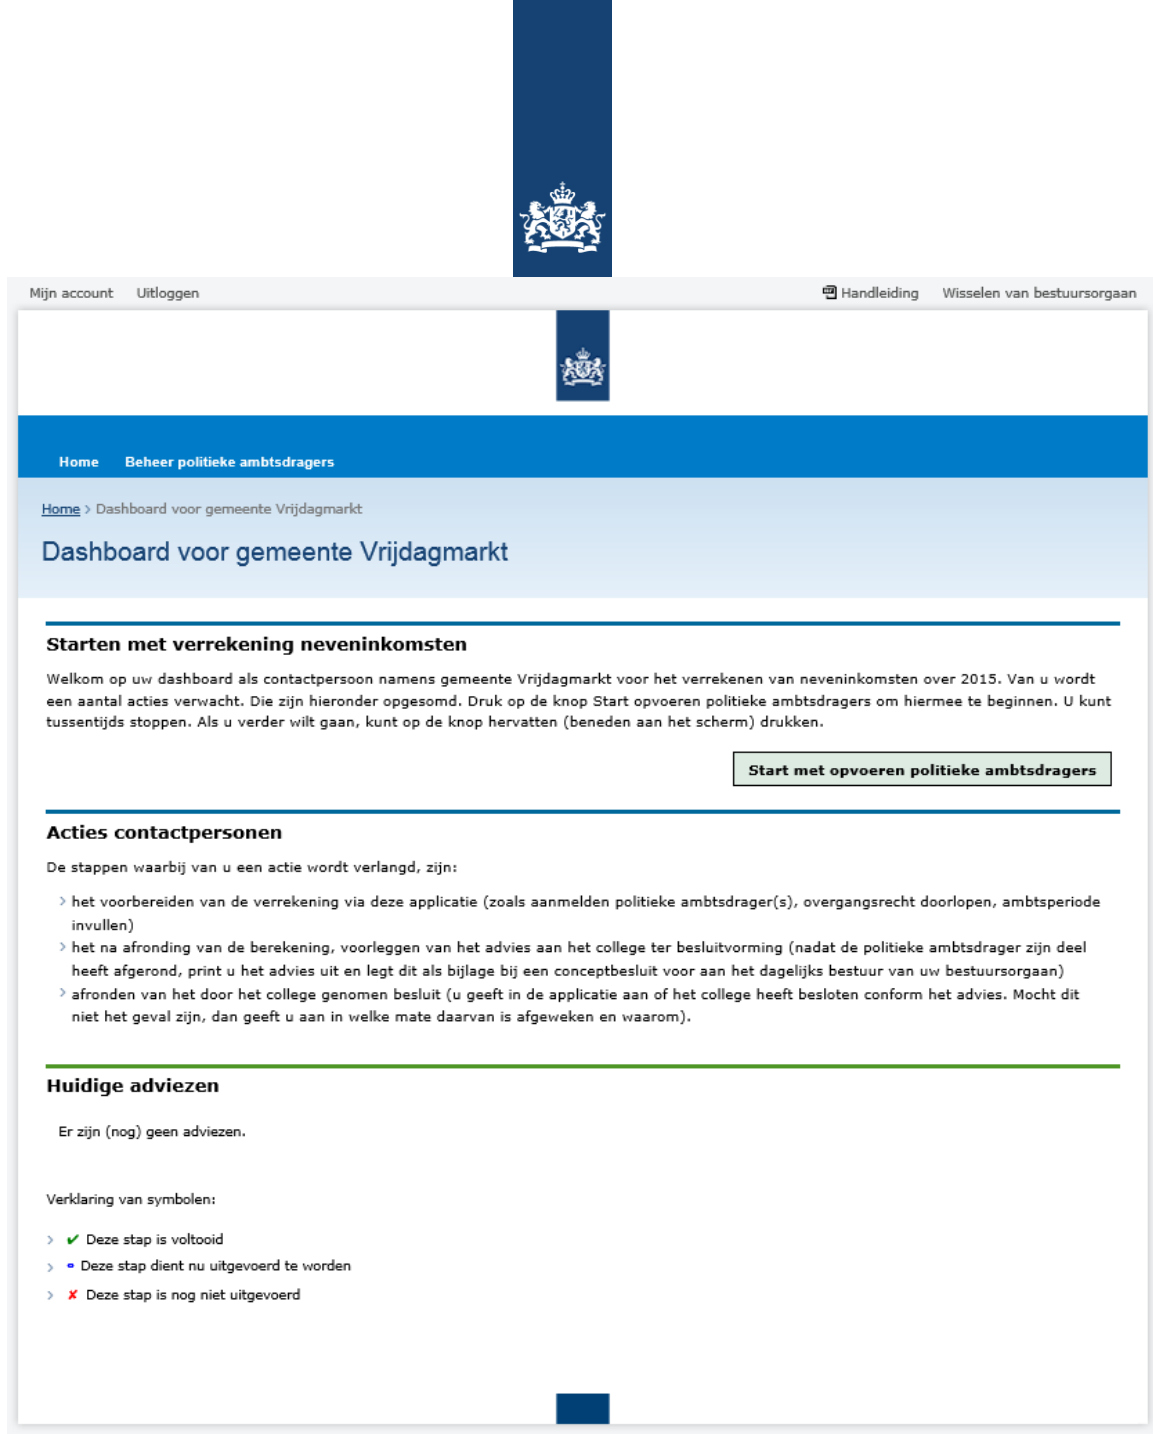 Mijn account Uitloggen Handleiding Wisselen van bestuursorgaan
Home Beheer politieke ambtsdragers
Home > Dashboard voor gemeente Vrijdagmarkt
Dashboard voor gemeente Vrijdagmarkt
Starten met verrekening neveninkomsten
Welkom op uw dashboard als contactpersoon namens gemeente Vrijdagmarkt voor het verrekenen van neveninkomsten over 2015. Van u wordt
een aantal acties verwacht. Die zijn hieronder opgesomd. Druk op de knop Start opvoeren politieke ambtsdragers om hiermee te beginnen. U kunt
tussentijds stoppen. Als u verder wilt gaan, kunt op de knop hervatten (beneden aan het scherm) drukken.
Start met opvoeren politieke ambtsdragers
Acties contactpersonen
De stappen waarbij van u een actie wordt verlangd, zijn:
> het voorbereiden van de verrekening via deze applicatie (zoals aanmelden politieke ambtsdrager(s), overgangsrecht doorlopen, ambtsperiode
invullen)
> het na afronding van de berekening, voorleggen van het advies aan het college ter besluitvorming (nadat de politieke ambtsdrager zijn deel
heeft afgerond, print u het advies uit en legt dit als bijlage bij een conceptbesluit voor aan het dagelijks bestuur van uw bestuursorgaan)
> afronden van het door het college genomen besluit (u geeft in de applicatie aan of het college heeft besloten conform het advies. Mocht dit
niet het geval zijn, dan geeft u aan in welke mate daarvan is afgeweken en waarom).
Huidige adviezen
Er zijn (nog) geen adviezen.
Verklaring van symbolen:
> ✔ Deze stap is voltooid
> Deze stap dient nu uitgevoerd te worden
> ✘ Deze stap is nog niet uitgevoerd